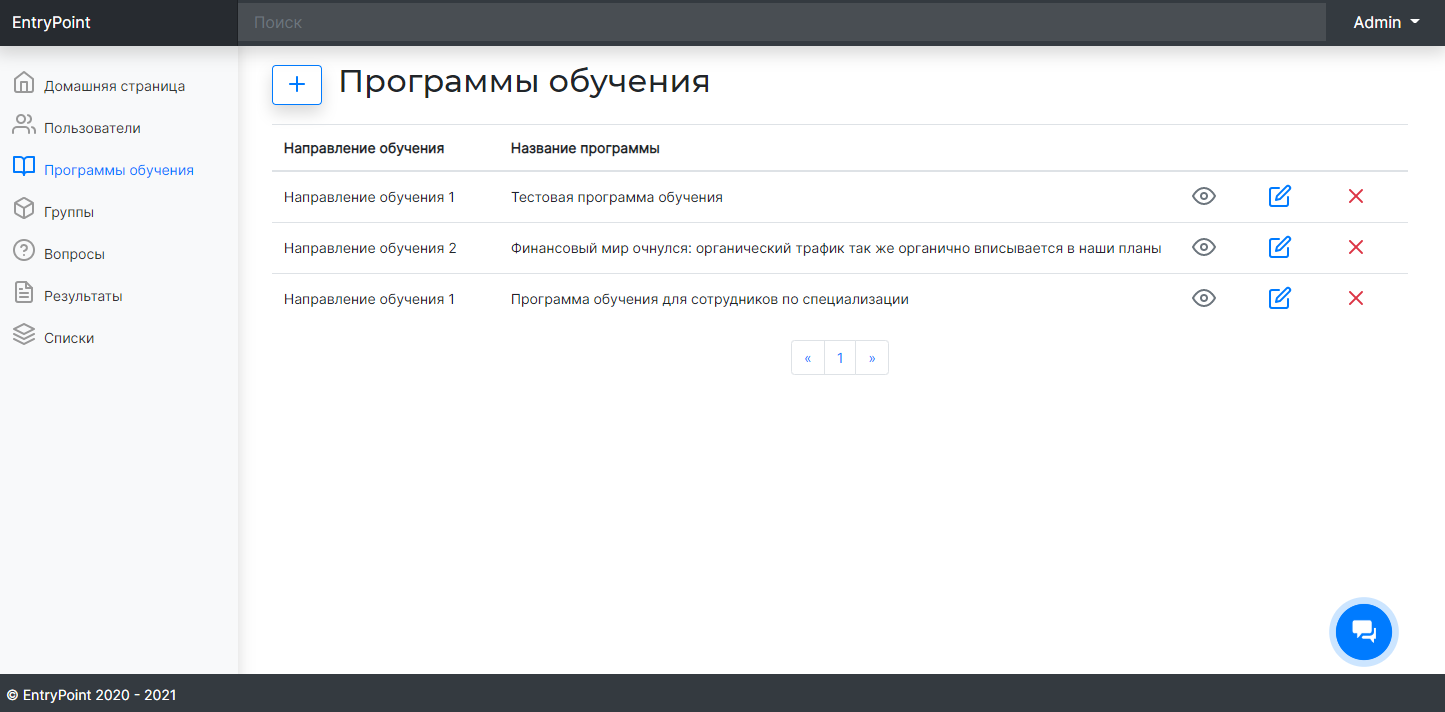 EntryPoint
Поиск
Admin
Домашняя страница
Пользователи
Программы обучения
Группы
Вопросы
Результаты
Списки
Программы обучения
Направление обучения Название программы
Направление обучения 1 Тестовая программа обучения
Направление обучения 2 Финансовый мир очнулся: органический трафик так же органично вписывается в наши планы
Направление обучения 1 Программа обучения для сотрудников по специализации
« 1 »
© EntryPoint 2020 - 2021